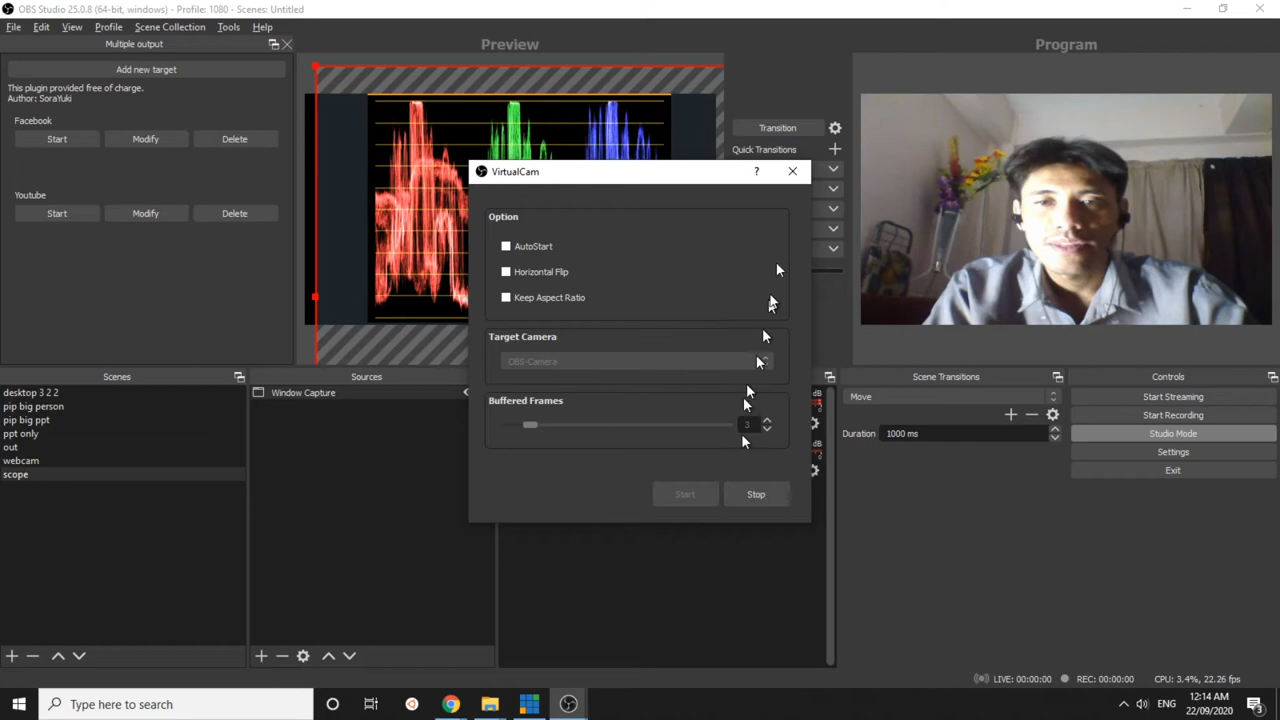 OBS Studio 25.0.8 (64-bit, windows) - Profile: 1080 - Scenes: Untitled
File Edit View Profile Scene Collection Tools Help
Multiple output
Add new target
This plugin provided free of charge.
Author: SoraYuki
Facebook
Start Modify Delete
Youtube
Start Modify Delete
Preview
Program
Transition
Quick Transitions
VirtualCam ?
Option
AutoStart
Horizontal Flip
Keep Aspect Ratio
Target Camera
OBS-Camera
Buffered Frames
3
Start Stop
Scenes
desktop 3 2 2
pip big person
pip big ppt
ppt only
out
webcam
scope
Sources
Window Capture
dB
dB
Scene Transitions
Move
Duration 1000 ms
Controls
Start Streaming
Start Recording
Studio Mode
Settings
Exit
LIVE: 00:00:00 REC: 00:00:00 CPU: 3.4%, 22.26 fps
Type here to search
ENG
12:14 AM
22/09/2020
3